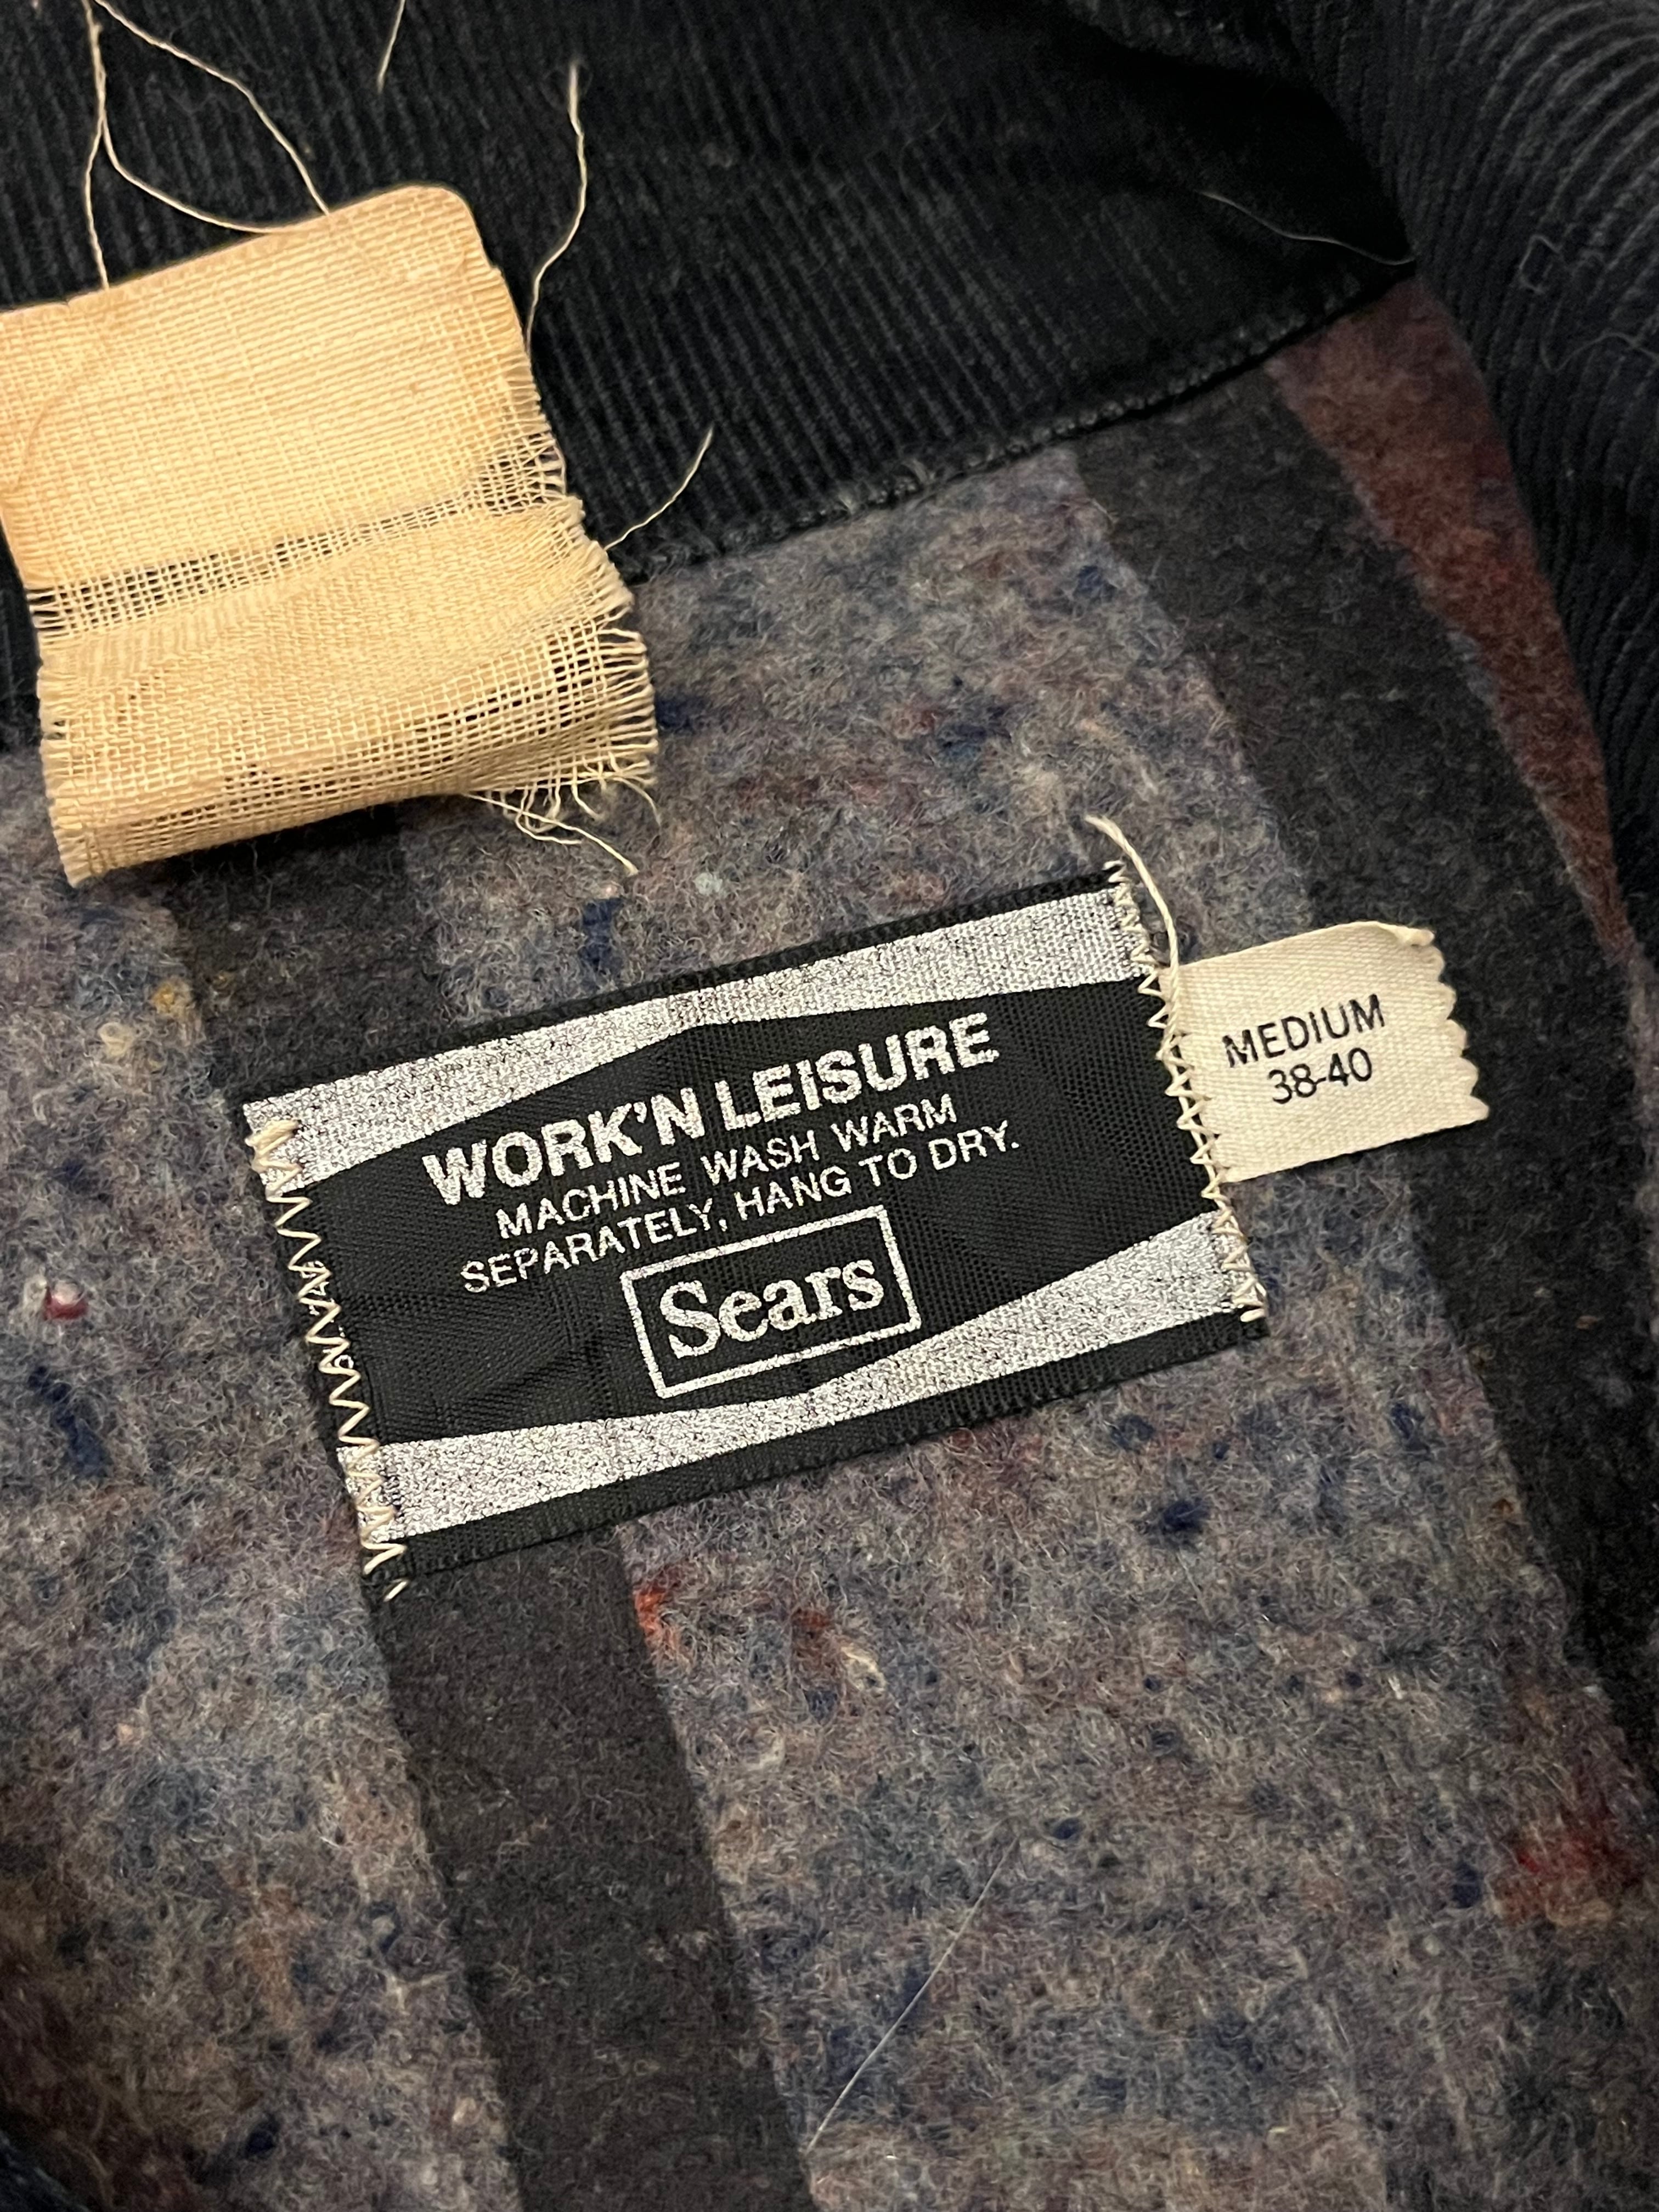 WORK'N LEISURE
MACHINE WASH WARM
SEPARATELY, HANG TO DRY.
Sears
MEDIUM
38-40